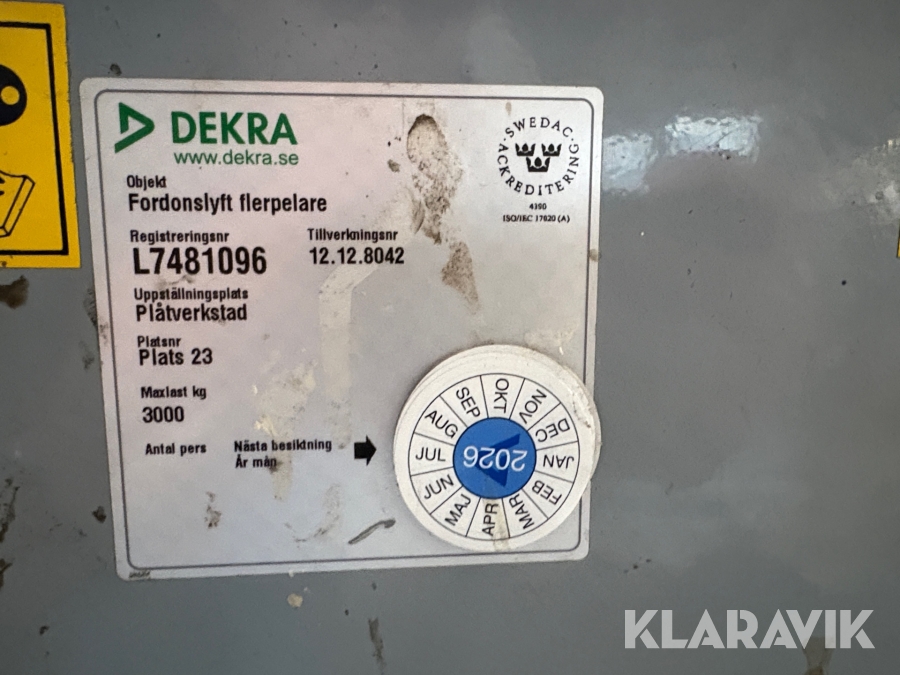 DEKRA
www.dekra.se
SWEDAC
ACKREDITERING
4390
ISO/IEC 17020 (A)
Objekt
Fordonslyft flerpelare
Registreringsnr
L7481096
Tillverkningsnr
12.12.8042
Uppställningsplats
Plåtverkstad
Platsnr
Plats 23
Maxlast kg
3000
Antal pers
Nästa besiktning
År mån
JAN
FEB
MAR
APR
MAJ
JUN
JUL
AUG
SEP
OKT
NOV
DEC
2026
KLARAVIK